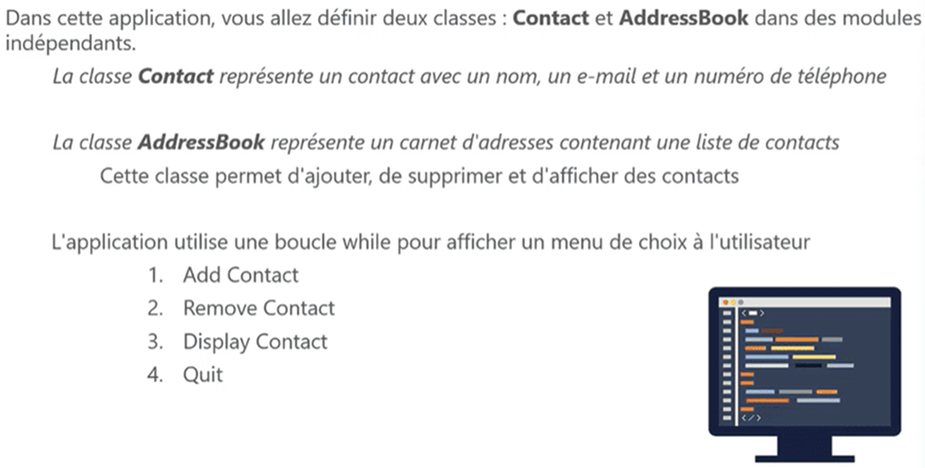 Dans cette application, vous allez définir deux classes : Contact et AddressBook dans des modules
indépendants.
La classe Contact représente un contact avec un nom, un e-mail et un numéro de téléphone
La classe AddressBook représente un carnet d'adresses contenant une liste de contacts
Cette classe permet d'ajouter, de supprimer et d'afficher des contacts
L'application utilise une boucle while pour afficher un menu de choix à l'utilisateur
1. Add Contact
2. Remove Contact
3. Display Contact
4. Quit